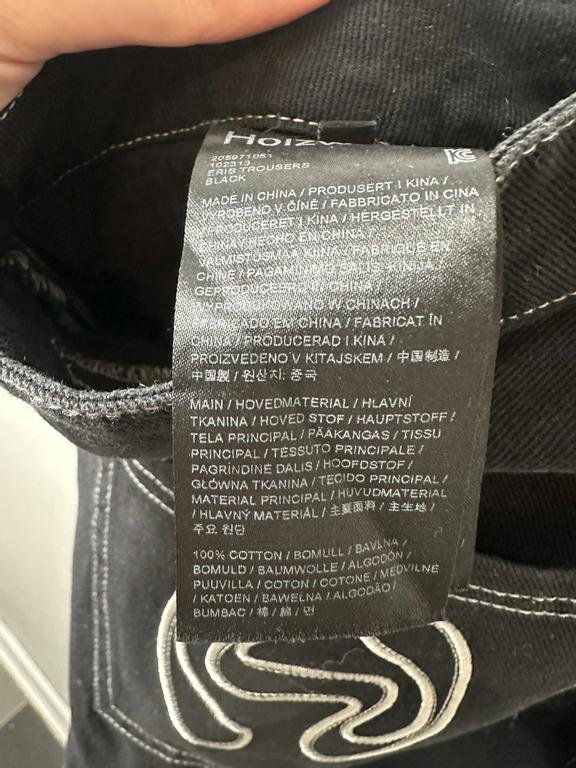 205971051
102313
ERIS TROUSERS
BLACK
MADE IN CHINA / PRODUSERT I KINA /
VYROBENO V ČÍNĚ / FABBRICATO IN CINA
/ PRODUCERET I KINA / HERGESTELLT IN
CHINA / HECHO EN CHINA /
VALMISTUSMAA KIINA / FABRIQUE EN
CHINE / PAGAMINIMO ŠALIS: KINIJA /
GEPRODUCEERD IN CHINA /
WYPRODUKOWANO W CHINACH /
FABRICADO EM CHINA / FABRICAT ÎN
CHINA / PRODUCERAD I KINA /
PROIZVEDENO V KITAJSKEM / 中国制造 /
中國製 / 원산지: 중국
MAIN / HOVEDMATERIAL / HLAVNÍ
TKANINA / HOVED STOF / HAUPTSTOFF /
TELA PRINCIPAL / PÄÄKANGAS / TISSU
PRINCIPAL / TESSUTO PRINCIPALE /
PAGRINDINĖ DALIS / HOOFDSTOF /
GŁÓWNA TKANINA / TECIDO PRINCIPAL /
MATERIAL PRINCIPAL / HUVUDMATERIAL
/ HLAVNÝ MATERIÁL / 主要面料 / 主生地 /
주요 원단
100% COTTON / BOMULL / BAVLNA /
BOMULD / BAUMWOLLE / ALGODÓN /
PUUVILLA / COTON / COTONE / MEDVILNĖ
/ KATOEN / BAWEŁNA / ALGODÃO /
BUMBAC / 棉 / 綿 / 면